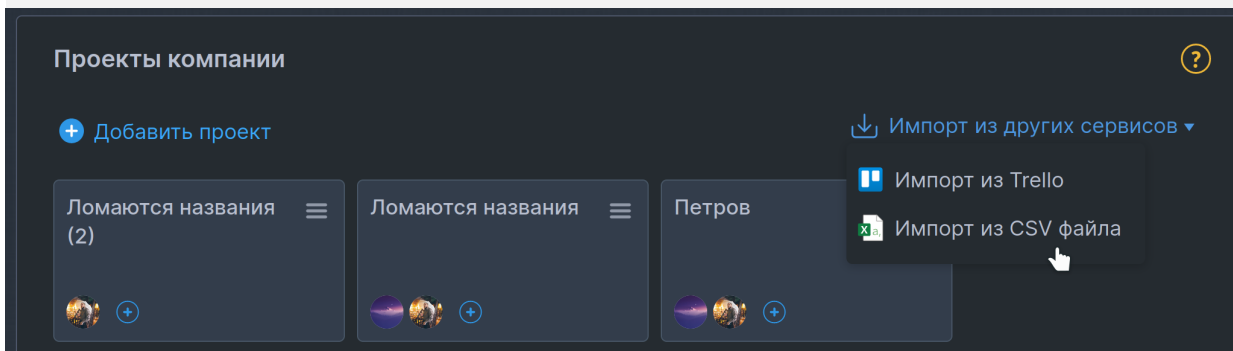 Проекты компании
?
Добавить проект
Импорт из других сервисов
Импорт из Trello
Импорт из CSV файла
Ломаются названия
(2)
Ломаются названия
Петров